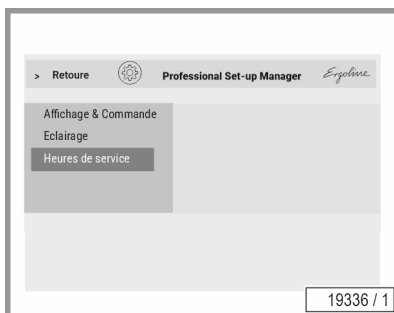 > Retoure Professional Set-up Manager Ergoline
Affichage & Commande
Eclairage
Heures de service
19336 / 1